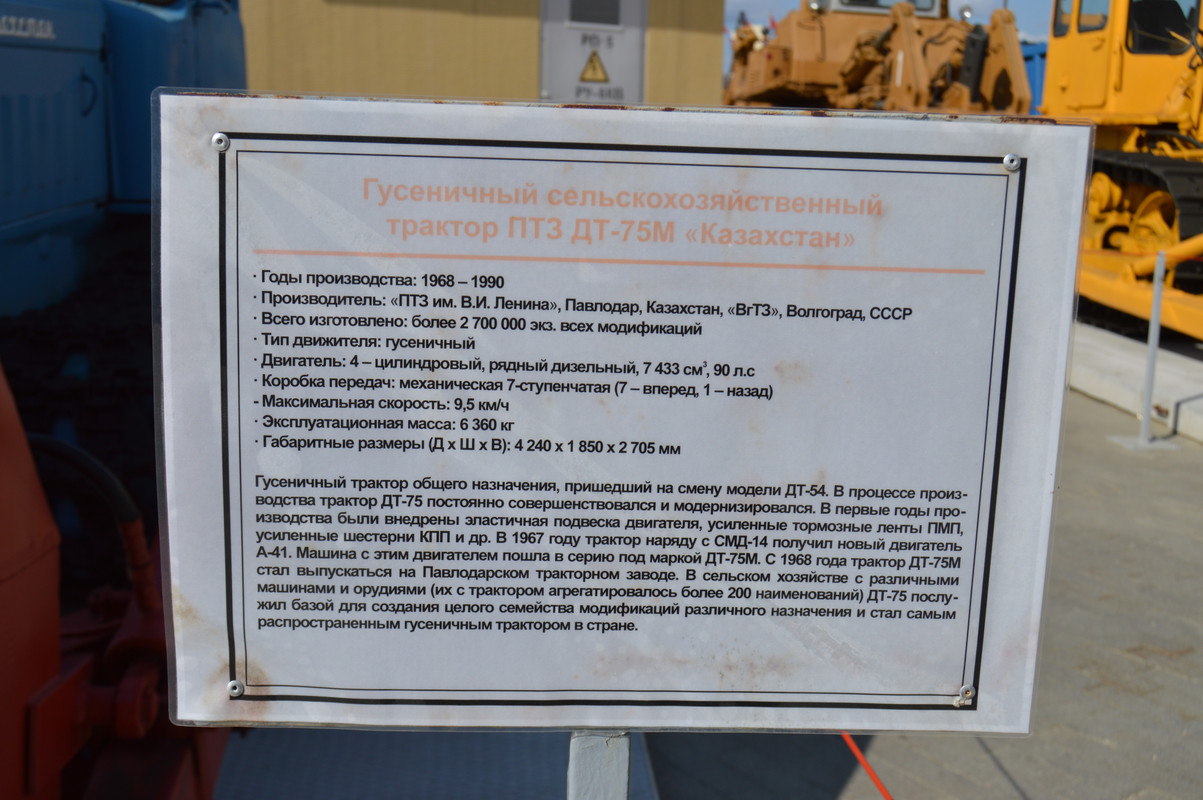 РП-5
РУ-6КВ
Гусеничный сельскохозяйственный
трактор ПТЗ ДТ-75М «Казахстан»
· Годы производства: 1968 – 1990
· Производитель: «ПТЗ им. В.И. Ленина», Павлодар, Казахстан, «ВгТЗ», Волгоград, СССР
· Всего изготовлено: более 2 700 000 экз. всех модификаций
· Тип движителя: гусеничный
· Двигатель: 4 – цилиндровый, рядный дизельный, 7 433 см³, 90 л.с
· Коробка передач: механическая 7-ступенчатая (7 – вперед, 1 – назад)
- Максимальная скорость: 9,5 км/ч
· Эксплуатационная масса: 6 360 кг
· Габаритные размеры (Д х Ш х В): 4 240 х 1 850 х 2 705 мм
Гусеничный трактор общего назначения, пришедший на смену модели ДТ-54. В процессе произ-
водства трактор ДТ-75 постоянно совершенствовался и модернизировался. В первые годы про-
изводства были внедрены эластичная подвеска двигателя, усиленные тормозные ленты ПМП,
усиленные шестерни КПП и др. В 1967 году трактор наряду с СМД-14 получил новый двигатель
А-41. Машина с этим двигателем пошла в серию под маркой ДТ-75М. С 1968 года трактор ДТ-75М
стал выпускаться на Павлодарском тракторном заводе. В сельском хозяйстве с различными
машинами и орудиями (их с трактором агрегатировалось более 200 наименований) ДТ-75 послу-
жил базой для создания целого семейства модификаций различного назначения и стал самым
распространенным гусеничным трактором в стране.